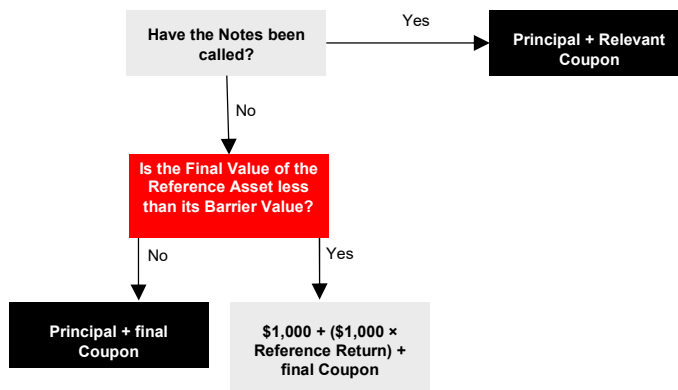 Have the Notes been
called?
Yes
Principal + Relevant
Coupon
No
Is the Final Value of the
Reference Asset less
than its Barrier Value?
No
Yes
Principal + final
Coupon
$1,000 + ($1,000 ×
Reference Return) +
final Coupon